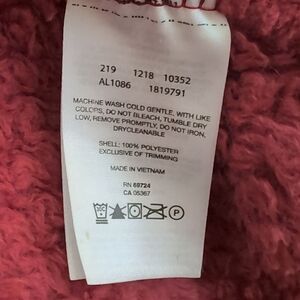 219 1218 10352
AL1086 1819791
MACHINE WASH COLD GENTLE, WITH LIKE
COLORS, DO NOT BLEACH, TUMBLE DRY
LOW, REMOVE PROMPTLY, DO NOT IRON,
DRYCLEANABLE
SHELL: 100% POLYESTER
EXCLUSIVE OF TRIMMING
MADE IN VIETNAM
RN 69724
CA 05367